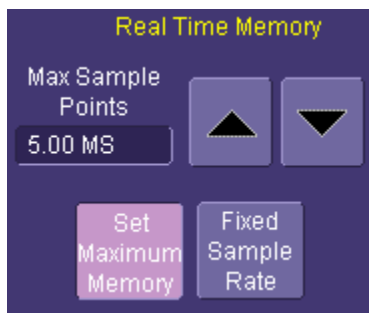 Real Time Memory
Max Sample
Points
5.00 MS
Set
Maximum
Memory
Fixed
Sample
Rate